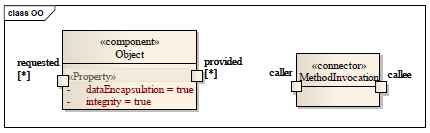 class OO
«component»
Object
requested
[*]
provided
[*]
«Property»
- dataEncapsulation = true
- integrity = true
«connector»
MethodInvocation
caller
callee